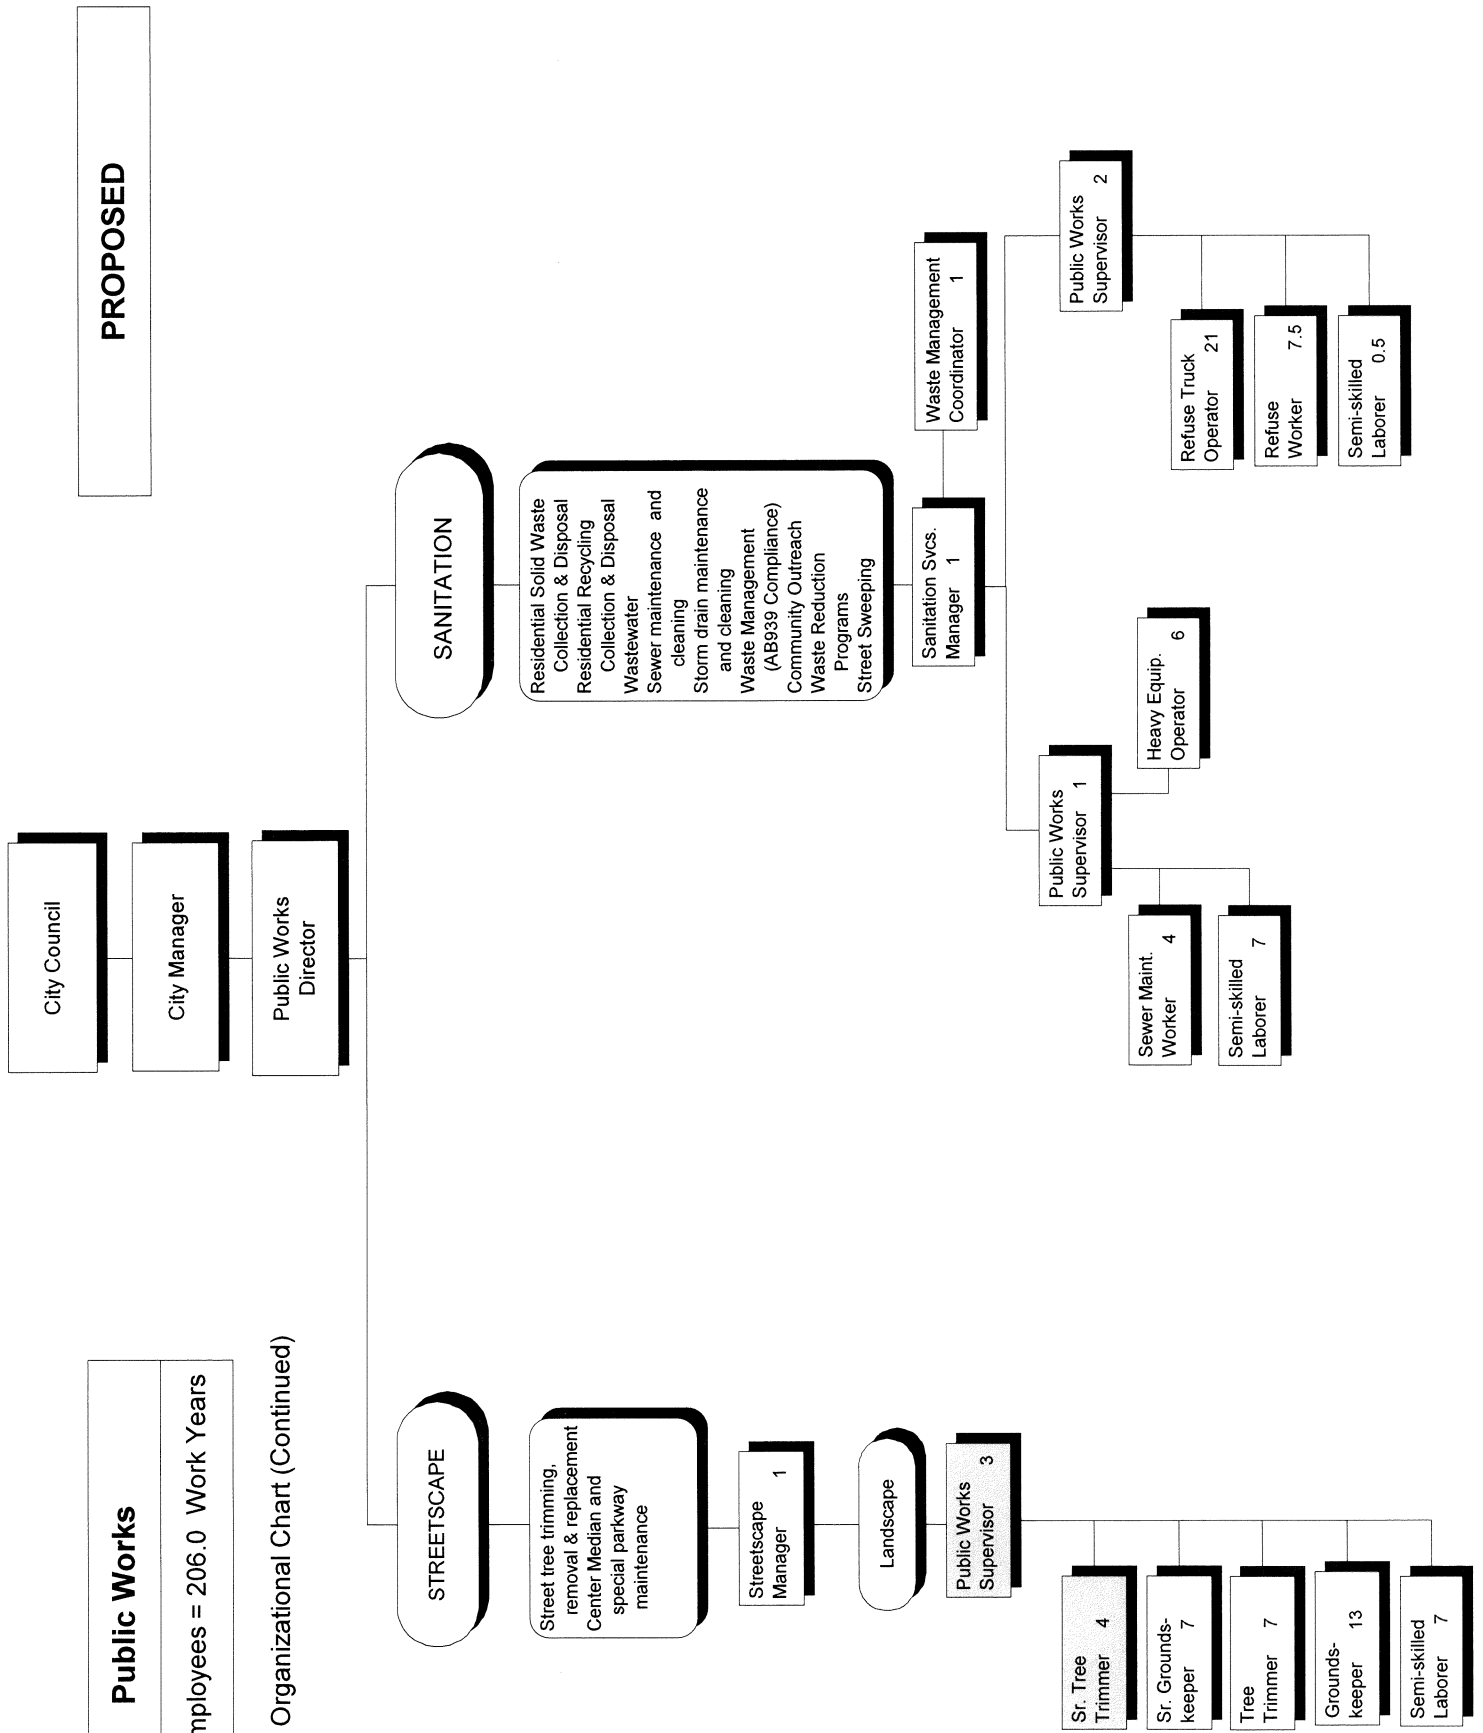 Public Works
= 206.0 Work Years
Organizational Chart (Continued)
PROPOSED
City Council
City Manager
Public Works
Director
STREETSCAPE
Street tree trimming,
removal & replacement
Center Median and
special parkway
maintenance
Streetscape
Manager 1
Landscape
Public Works
Supervisor 3
Sr. Tree
Trimmer 4
Sr. Grounds-
keeper 7
Tree
Trimmer 7
Grounds-
keeper 13
Semi-skilled
Laborer 7
SANITATION
Residential Solid Waste
Collection & Disposal
Residential Recycling
Collection & Disposal
Wastewater
Sewer maintenance and
cleaning
Storm drain maintenance
and cleaning
Waste Management
(AB939 Compliance)
Community Outreach
Waste Reduction
Programs
Street Sweeping
Sanitation Svcs.
Manager 1
Waste Management
Coordinator 1
Public Works
Supervisor 1
Sewer Maint.
Worker 4
Semi-skilled
Laborer 7
Heavy Equip.
Operator 6
Public Works
Supervisor 2
Refuse Truck
Operator 21
Refuse
Worker 7.5
Semi-skilled
Laborer 0.5